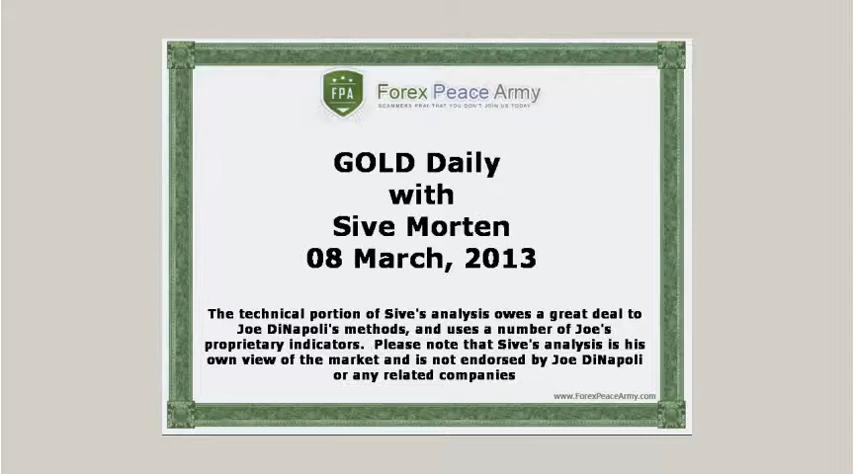 FPA
Forex Peace Army
SCAMMERS PRAY THAT YOU DON'T JOIN US TODAY
GOLD Daily
with
Sive Morten
08 March, 2013
The technical portion of Sive's analysis owes a great deal to
Joe DiNapoli's methods, and uses a number of Joe's
proprietary indicators. Please note that Sive's analysis is his
own view of the market and is not endorsed by Joe DiNapoli
or any related companies
www.ForexPeaceArmy.com